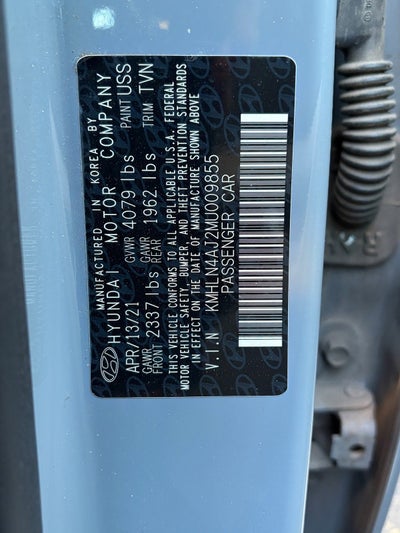 MANUFACTURED IN KOREA BY
HYUNDAI MOTOR COMPANY
APR/13/21 GVWR 4079 lbs PAINT USS
GAWR FRONT 2337 lbs GAWR REAR 1962 lbs TRIM TVN
THIS VEHICLE CONFORMS TO ALL APPLICABLE U.S.A. FEDERAL
MOTOR VEHICLE SAFETY, BUMPER, AND THEFT PREVENTION STANDARDS
IN EFFECT ON THE DATE OF MANUFACTURE SHOWN ABOVE
V.I.N KMHLN4AJZMU009855
PASSENGER CAR